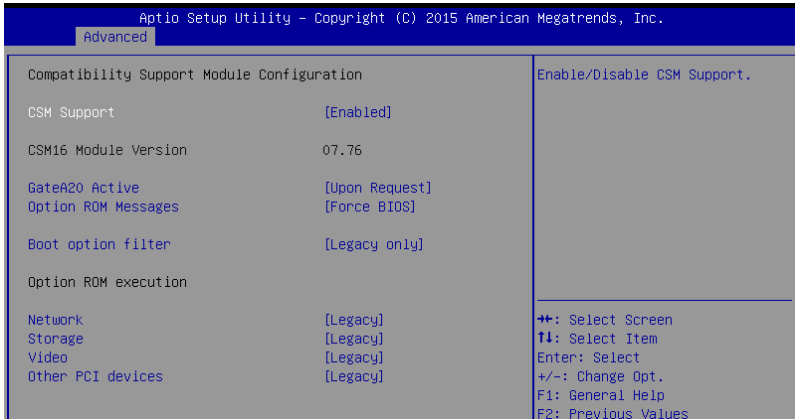 Aptio Setup Utility – Copyright (C) 2015 American Megatrends, Inc.
Advanced
Compatibility Support Module Configuration
Enable/Disable CSM Support.
CSM Support [Enabled]
CSM16 Module Version 07.76
GateA20 Active [Upon Request]
Option ROM Messages [Force BIOS]
Boot option filter [Legacy only]
Option ROM execution
Network [Legacy]
Storage [Legacy]
Video [Legacy]
Other PCI devices [Legacy]
→←: Select Screen
↑↓: Select Item
Enter: Select
+/-: Change Opt.
F1: General Help
F2: Previous Values